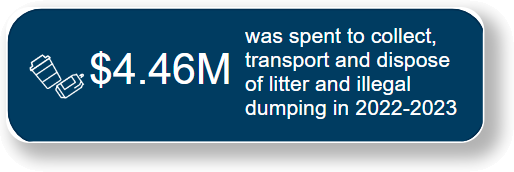 $4.46M
was spent to collect,
transport and dispose
of litter and illegal
dumping in 2022-2023